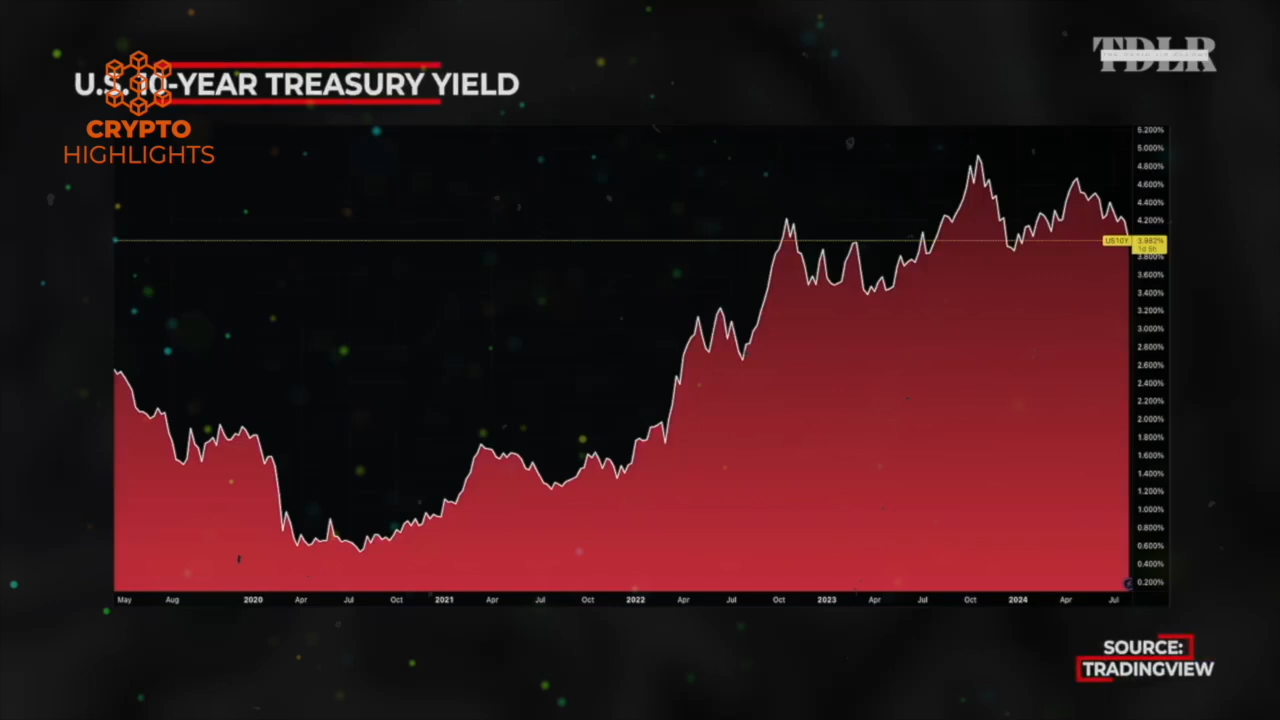 TDLR
U.S. 10-YEAR TREASURY YIELD
CRYPTO
HIGHLIGHTS
5.200%
5.000%
4.800%
4.600%
4.400%
4.200%
US10Y 3.982%
1d 5h
3.800%
3.600%
3.400%
3.200%
3.000%
2.800%
2.600%
2.400%
2.200%
2.000%
1.800%
1.600%
1.400%
1.200%
1.000%
0.800%
0.600%
0.400%
0.200%
May Aug 2020 Apr Jul Oct 2021 Apr Jul Oct 2022 Apr Jul Oct 2023 Apr Jul Oct 2024 Apr Jul
SOURCE:
TRADINGVIEW